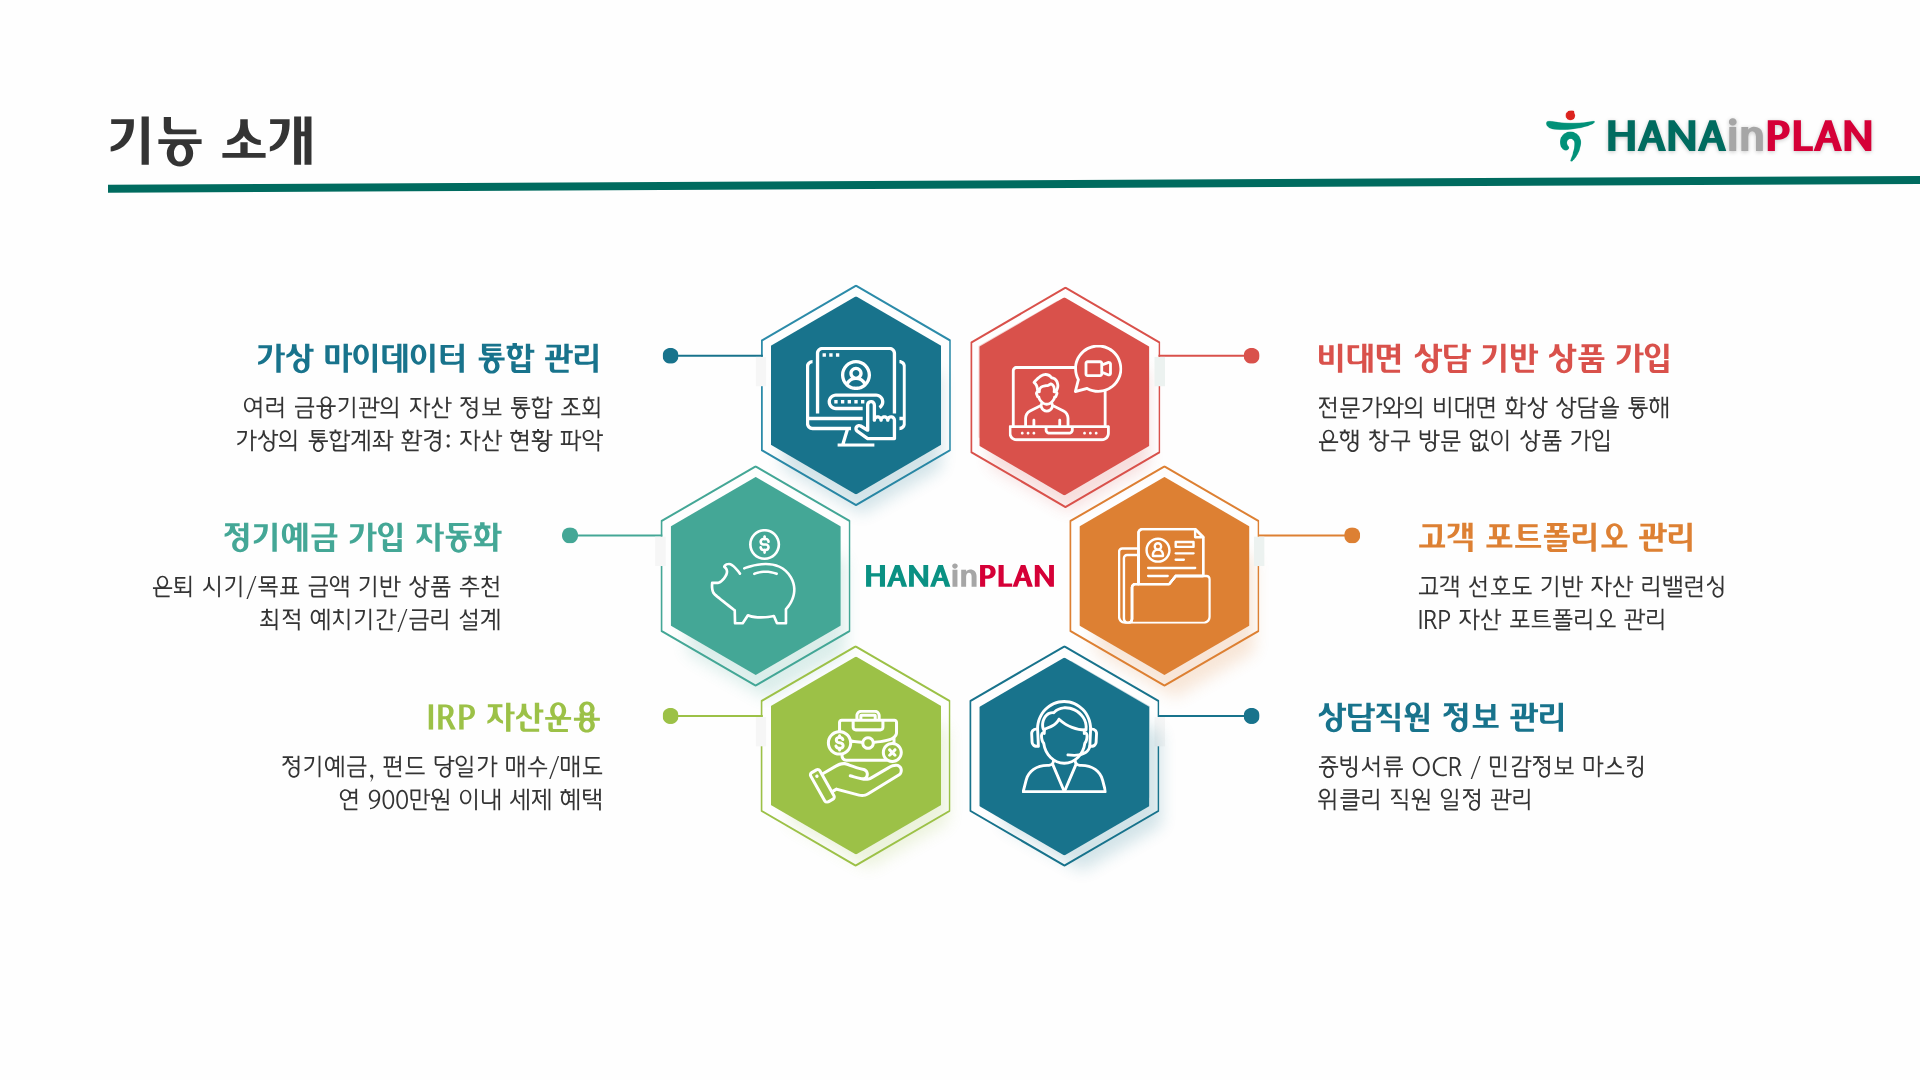 기능 소개
HANAinPLAN
가상 마이데이터 통합 관리
여러 금융기관의 자산 정보 통합 조회
가상의 통합계좌 환경: 자산 현황 파악
정기예금 가입 자동화
은퇴 시기/목표 금액 기반 상품 추천
최적 예치기간/금리 설계
IRP 자산운용
정기예금, 펀드 당일가 매수/매도
연 900만원 이내 세제 혜택
HANAinPLAN
비대면 상담 기반 상품 가입
전문가와의 비대면 화상 상담을 통해
은행 창구 방문 없이 상품 가입
고객 포트폴리오 관리
고객 선호도 기반 자산 리밸런싱
IRP 자산 포트폴리오 관리
상담직원 정보 관리
증빙서류 OCR / 민감정보 마스킹
위클리 직원 일정 관리